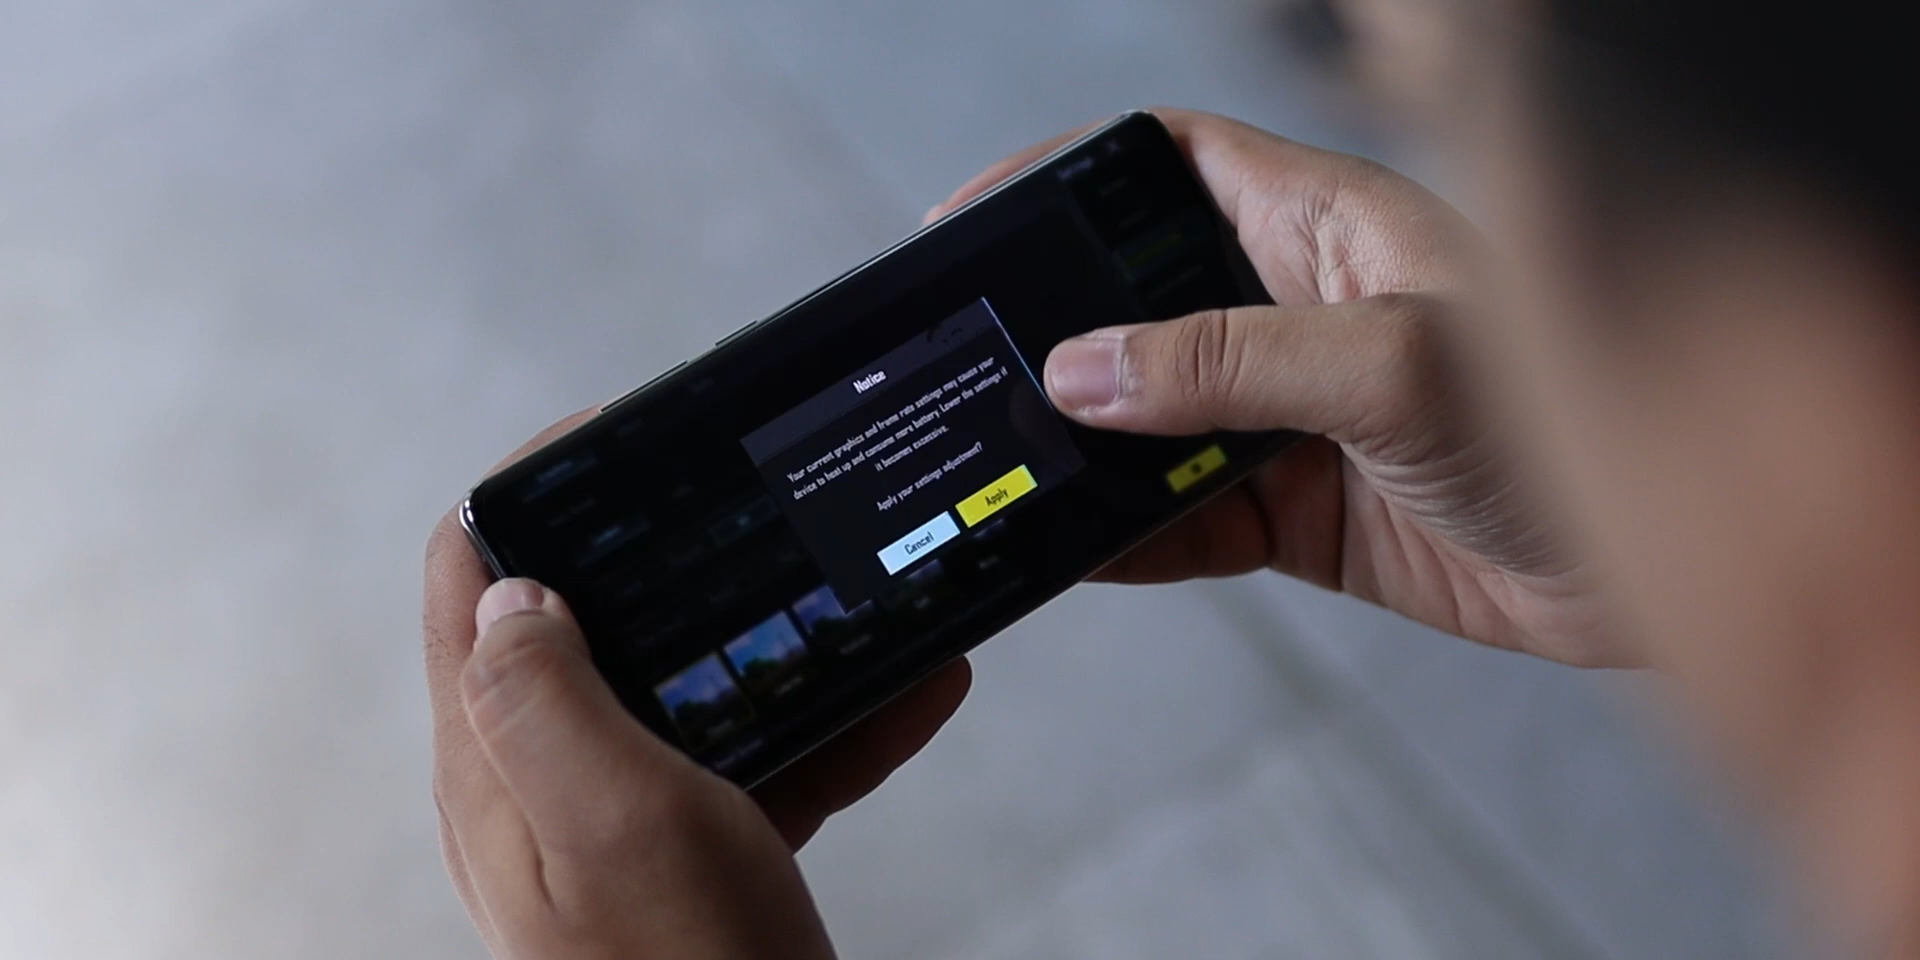 Notice
Your current graphics and frame rate settings may cause your
device to heat up and consume more battery. Lower the settings if
it becomes excessive.
Apply your settings adjustment?
Cancel
Apply